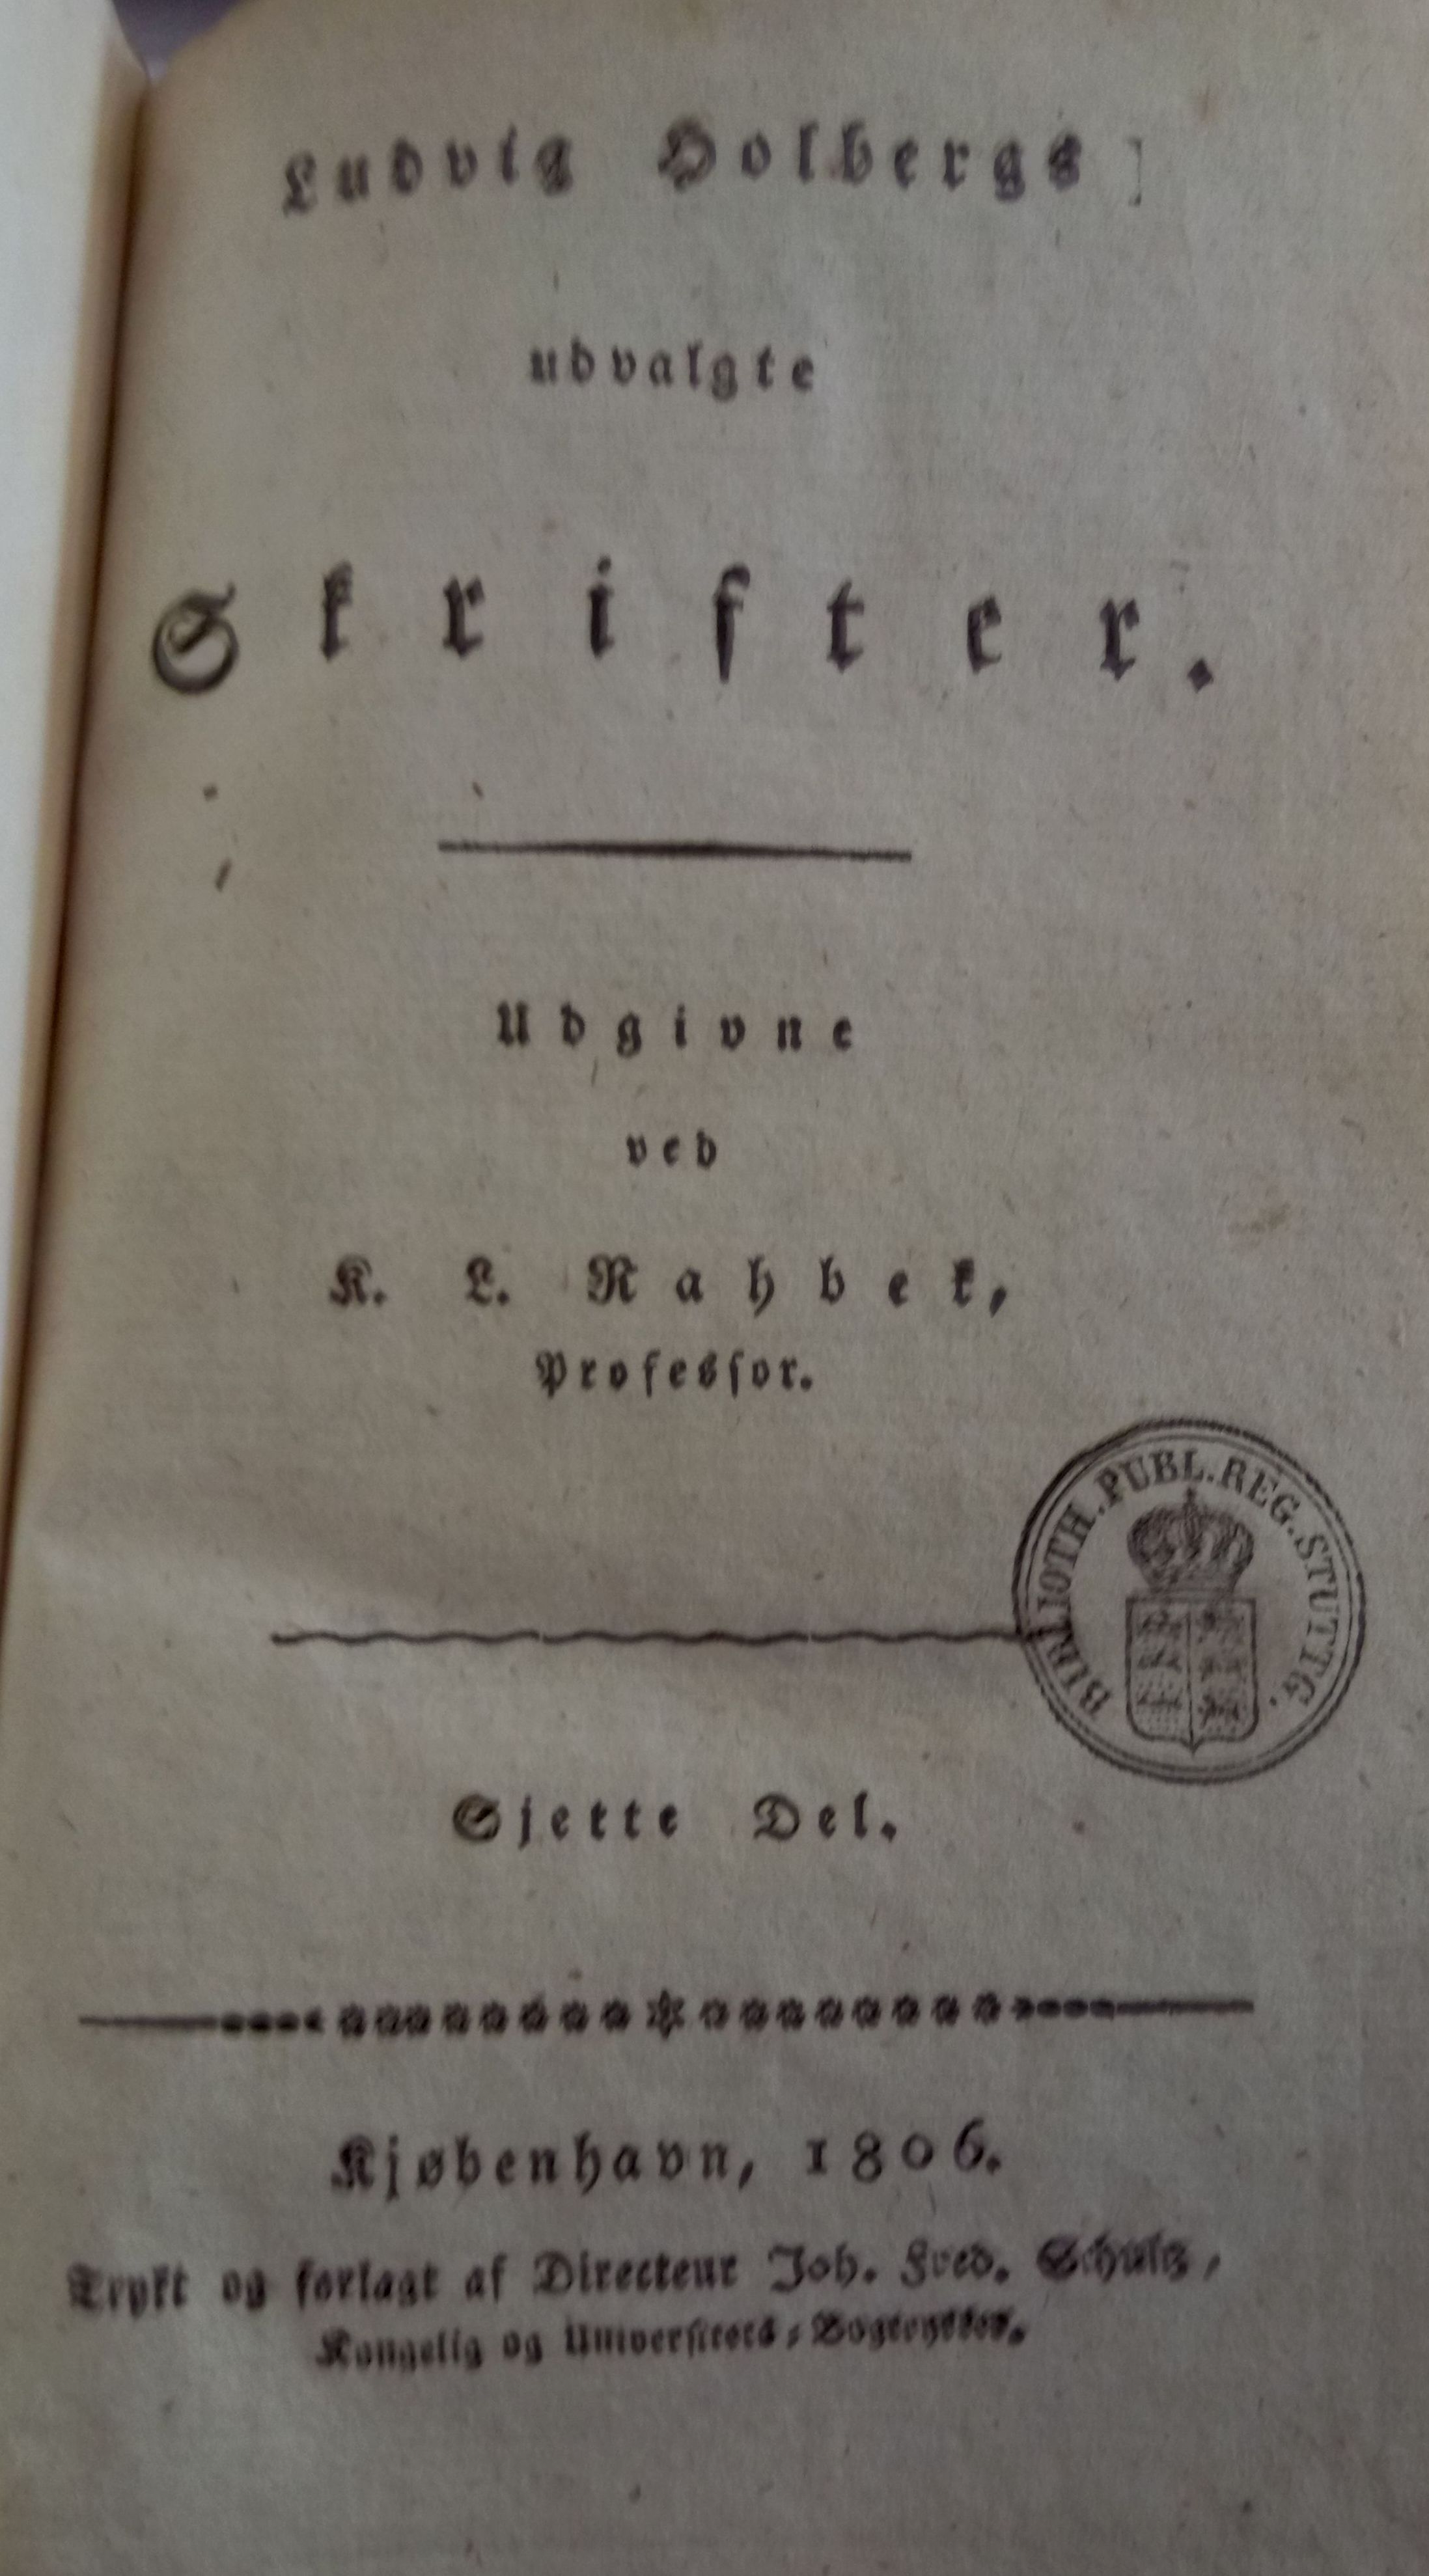 Ludvig Holbergs
udvalgte
Skrifter.
Udgivne
ved
K. L. Rahbek,
Professor.
BIBLIOTH. PUBL. REG. STUTTG.
Sjette Del.
Kjøbenhavn, 1806.
Trykt og forlagt af Directeur Joh. Fred. Schultz,
Kongelig og Universitets-Bogtrykker.